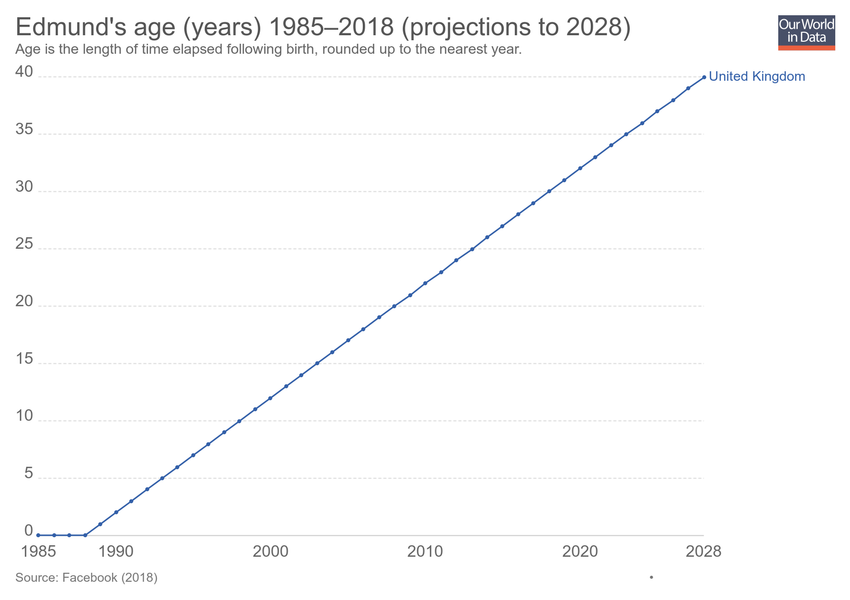 Edmund's age (years) 1985–2018 (projections to 2028)
Age is the length of time elapsed following birth, rounded up to the nearest year.
Our World
in Data
40
United Kingdom
35
30
25
20
15
10
5
0
1985 1990 2000 2010 2020 2028
Source: Facebook (2018)